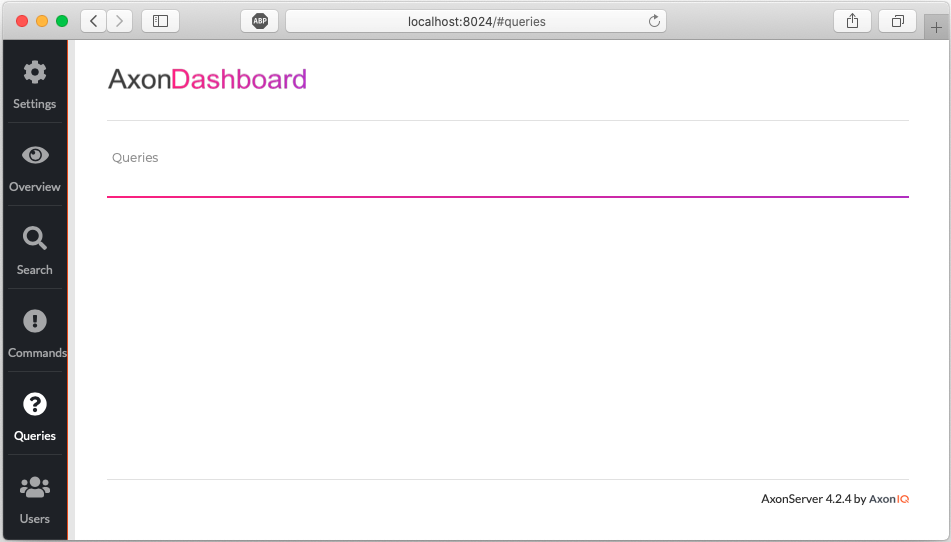 ABP
localhost:8024/#queries
Settings
Overview
Search
Commands
Queries
Users
AxonDashboard
Queries
AxonServer 4.2.4 by AxonIQ